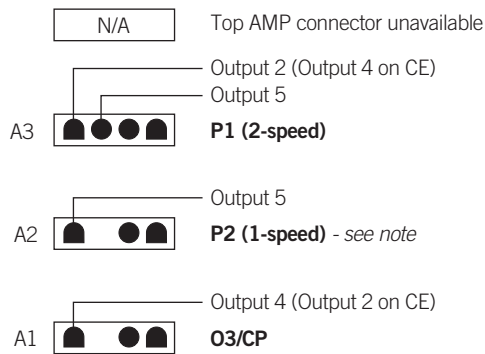 N/A Top AMP connector unavailable
Output 2 (Output 4 on CE)
Output 5
A3 P1 (2-speed)
Output 5
A2 P2 (1-speed) - see note
Output 4 (Output 2 on CE)
A1 O3/CP